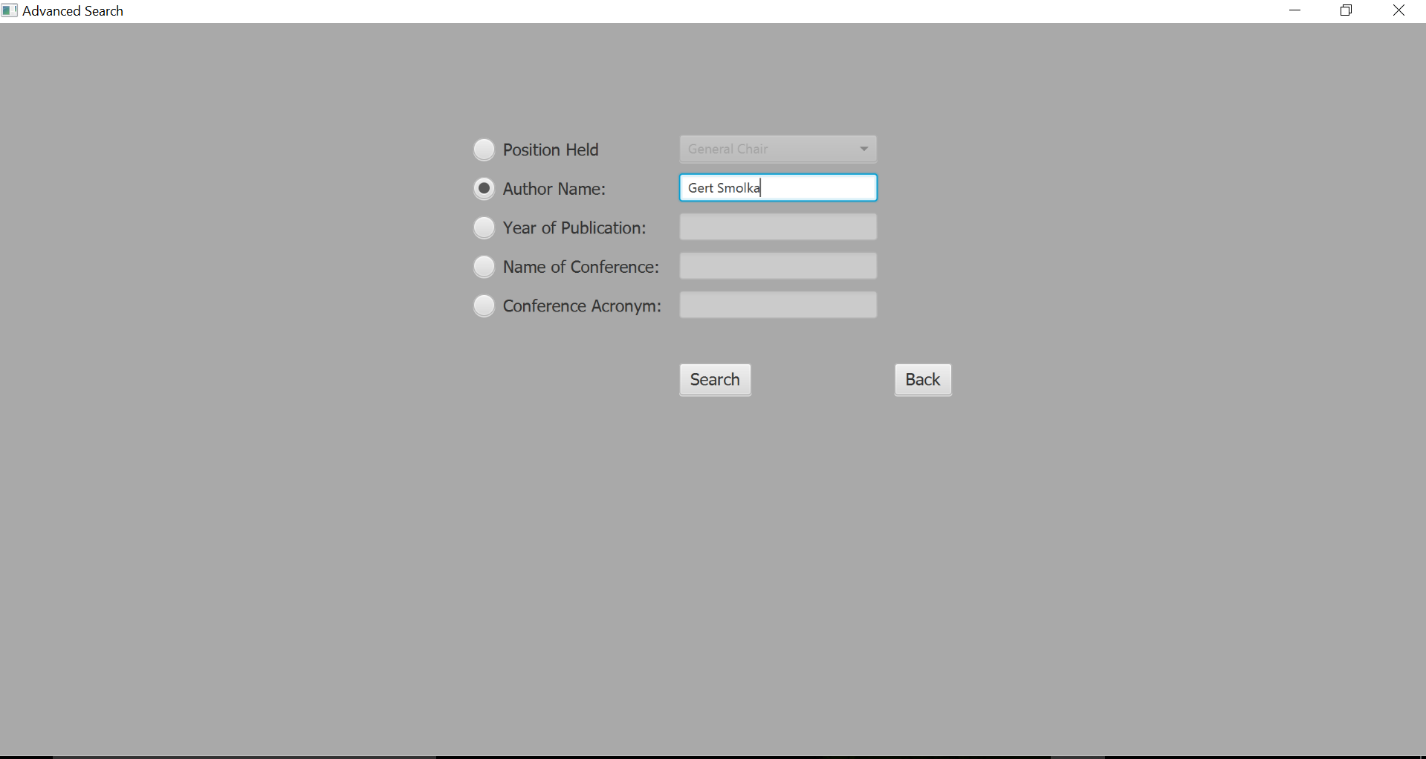 Advanced Search
Position Held General Chair
Author Name: Gert Smolka
Year of Publication:
Name of Conference:
Conference Acronym:
Search Back